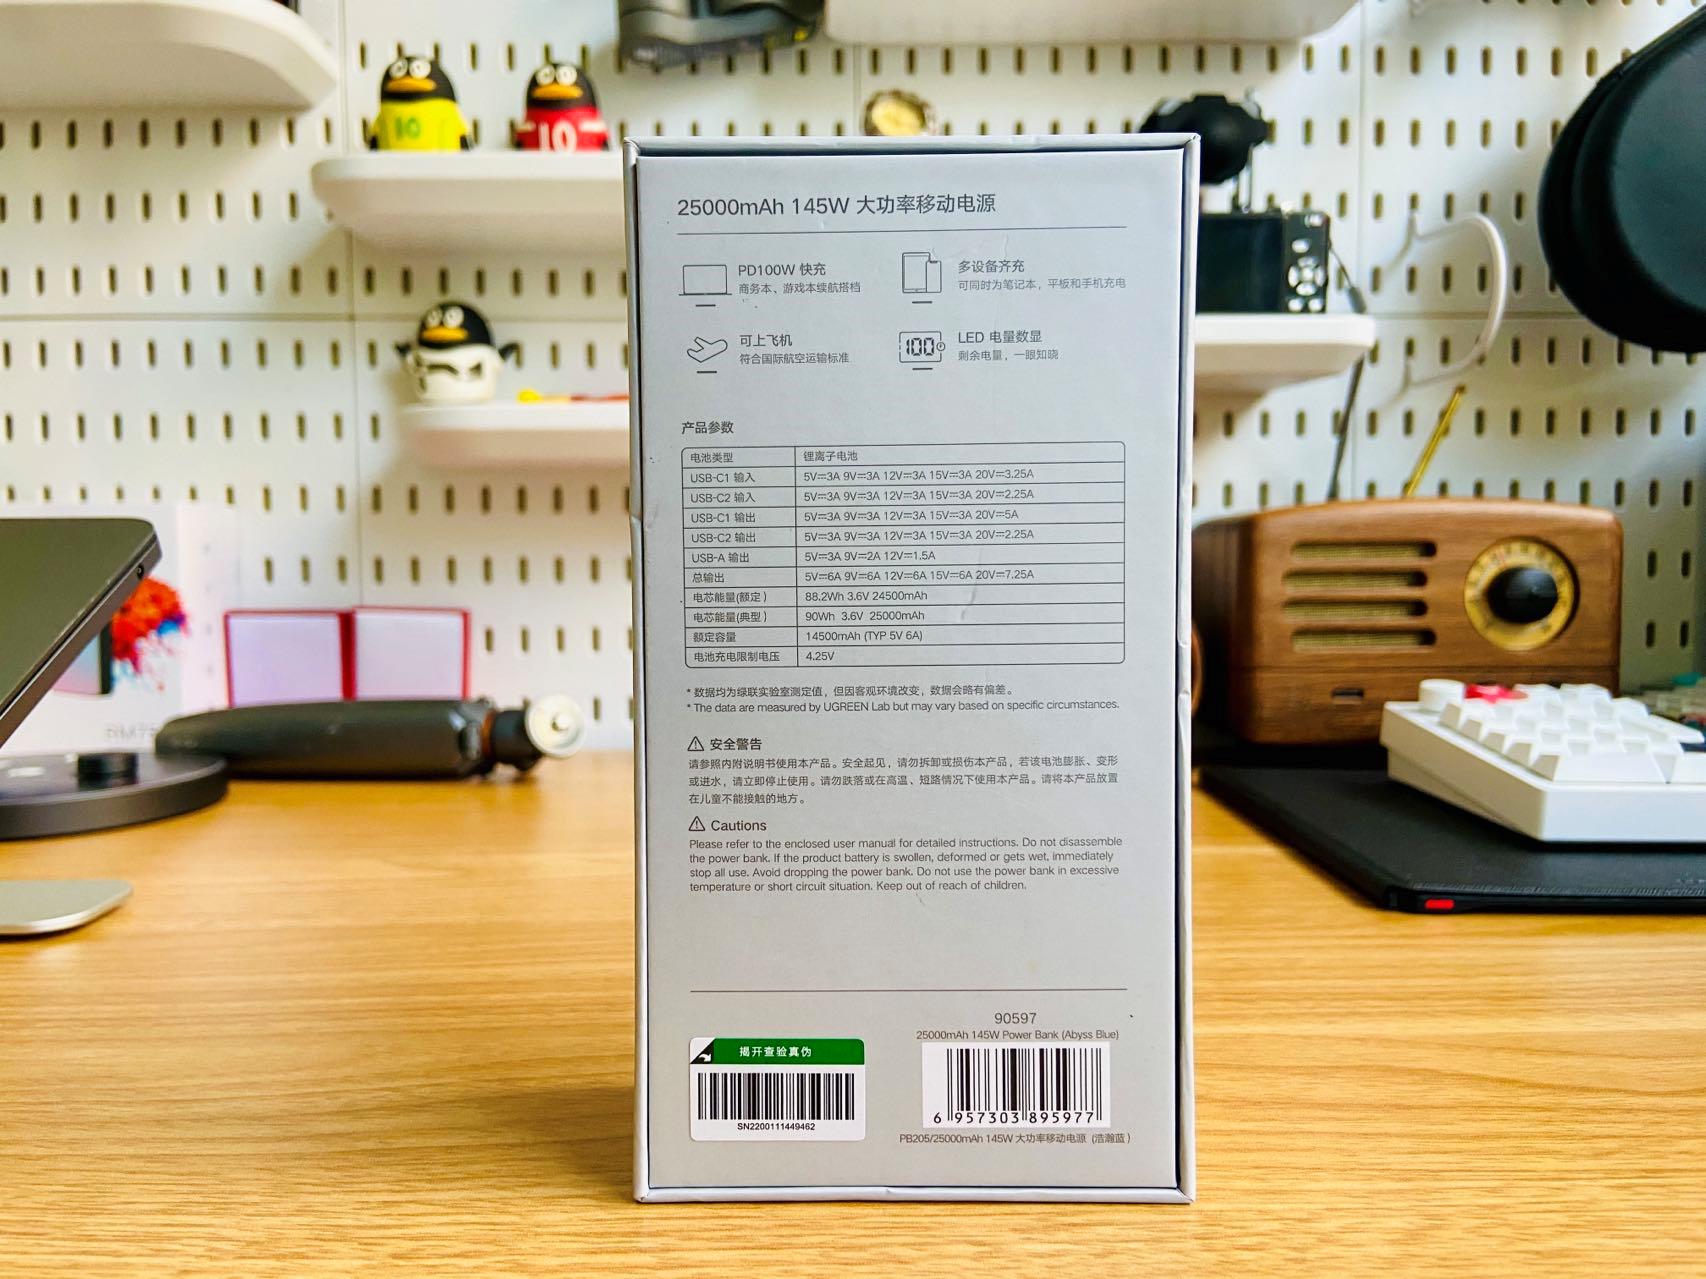 25000mAh 145W 大功率移动电源
PD100W 快充
商务本、游戏本续航搭档
多设备齐充
可同时为笔记本，平板和手机充电
可上飞机
符合国际航空运输标准
100
LED 电量数显
剩余电量，一眼知晓
产品参数
电池类型 锂离子电池
USB-C1 输入 5V⎓3A 9V⎓3A 12V⎓3A 15V⎓3A 20V⎓3.25A
USB-C2 输入 5V⎓3A 9V⎓3A 12V⎓3A 15V⎓3A 20V⎓2.25A
USB-C1 输出 5V⎓3A 9V⎓3A 12V⎓3A 15V⎓3A 20V⎓5A
USB-C2 输出 5V⎓3A 9V⎓3A 12V⎓3A 15V⎓3A 20V⎓2.25A
USB-A 输出 5V⎓3A 9V⎓2A 12V⎓1.5A
总输出 5V⎓6A 9V⎓6A 12V⎓6A 15V⎓6A 20V⎓7.25A
电芯能量(额定) 88.2Wh 3.6V 24500mAh
电芯能量(典型) 90Wh 3.6V 25000mAh
额定容量 14500mAh (TYP 5V 6A)
电池充电限制电压 4.25V
* 数据均为绿联实验室测定值，但因客观环境改变，数据会略有偏差。
* The data are measured by UGREEN Lab but may vary based on specific circumstances.
安全警告
请参照内附说明书使用本产品。安全起见，请勿拆卸或损伤本产品，若该电池膨胀、变形
或进水，请立即停止使用。请勿跌落或在高温、短路情况下使用本产品。请将本产品放置
在儿童不能接触的地方。
Cautions
Please refer to the enclosed user manual for detailed instructions. Do not disassemble
the power bank. If the product battery is swollen, deformed or gets wet, immediately
stop all use. Avoid dropping the power bank. Do not use the power bank in excessive
temperature or short circuit situation. Keep out of reach of children.
揭开查验真伪
SN2200111449462
90597
25000mAh 145W Power Bank (Abyss Blue)
6 957303 895977
PB205/25000mAh 145W 大功率移动电源 (浩瀚蓝)
10
10